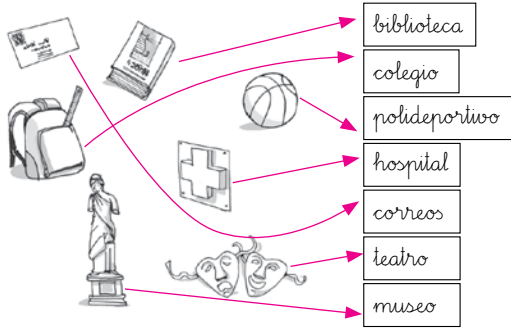 biblioteca
colegio
polideportivo
hospital
correos
teatro
museo